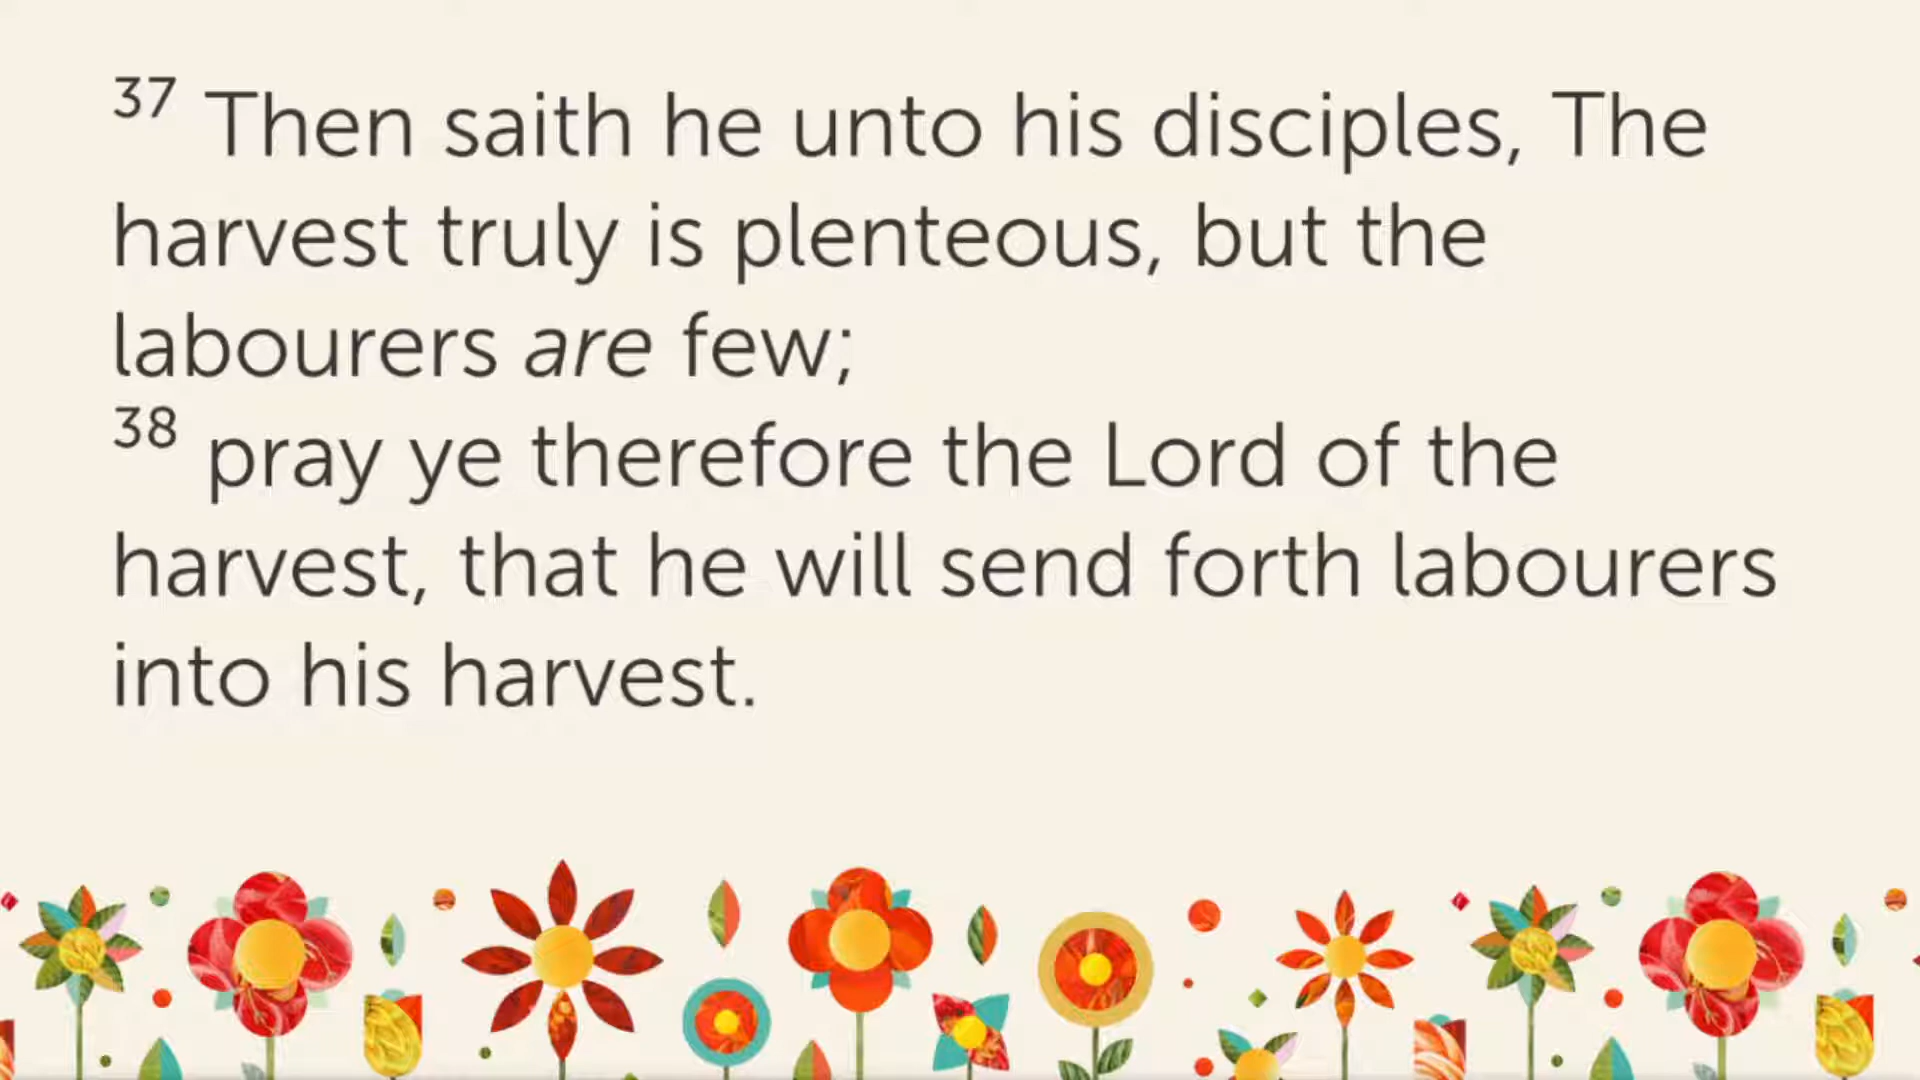 37 Then saith he unto his disciples, The
harvest truly is plenteous, but the
labourers are few;
38 pray ye therefore the Lord of the
harvest, that he will send forth labourers
into his harvest.